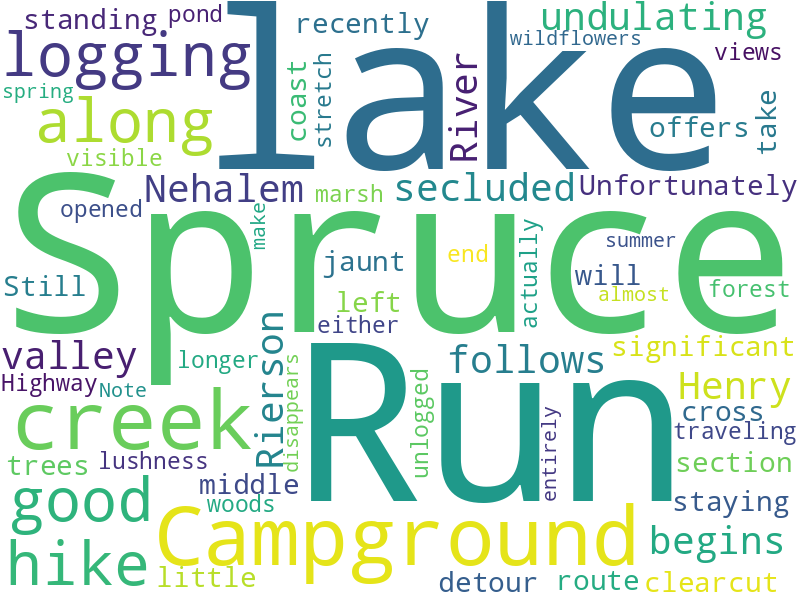 standing
pond
lake
recently
undulating
wildflowers
logging
views
spring
coast
stretch
River
along
offers
take
visible
Nehalem
marsh
secluded
Unfortunately
opened
make
Spruce
actually
summer
jaunt
end
will
Still
left
almost
forest
either
Rierson
valley
longer
follows
significant
Highway
Note
disappears
Run
unlogged
Henry
creek
cross
entirely
traveling
trees
lushness
section
middle
good
woods
Campground
staying
begins
hike
little
detour
route
clearcut